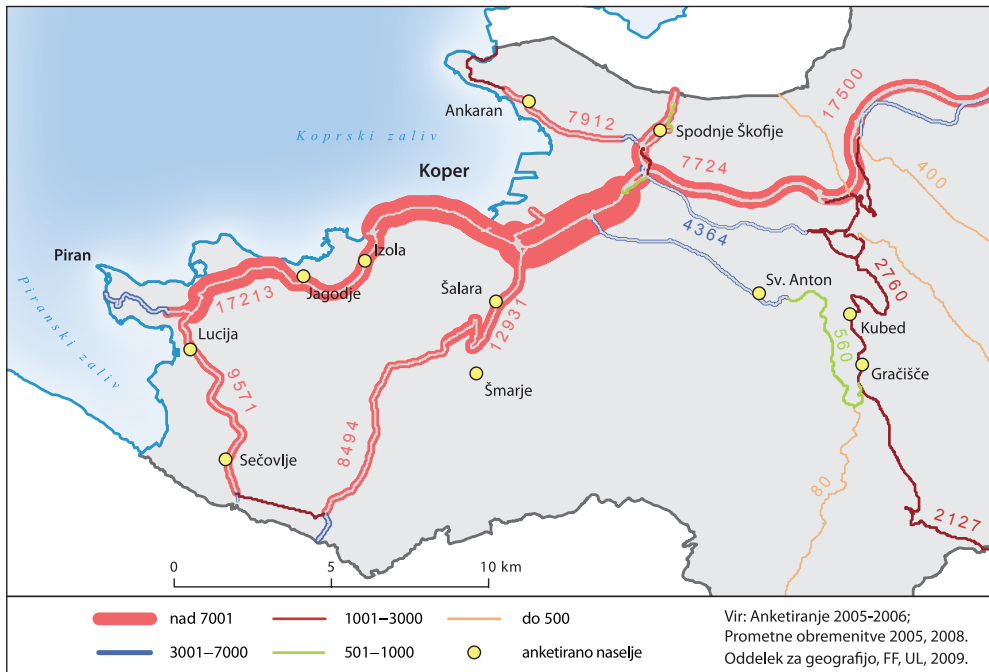 Ankaran
7912
Koprski zaliv
Spodnje Škofije
17500
400
Koper
7724
4364
Piran
Izola
Jagodje
17213
Šalara
12931
Sv. Anton
2760
Kubed
560
Gračišče
piranski zaliv
Lucija
9571
Šmarje
8494
Sečovlje
80
2127
0 5 10 km
nad 7001 1001–3000 do 500
3001–7000 501–1000 anketirano naselje
Vir: Anketiranje 2005-2006;
Prometne obremenitve 2005, 2008.
Oddelek za geografijo, FF, UL, 2009.